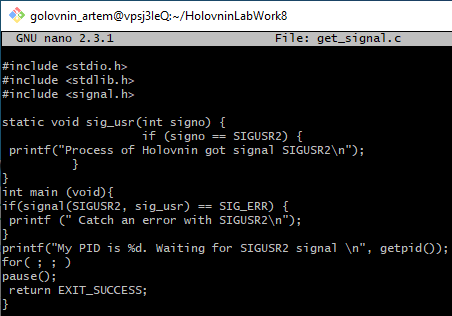 golovnin_artem@vpsj3leQ:~/HolovninLabWork8
GNU nano 2.3.1 File: get_signal.c
#include <stdio.h>
#include <stdlib.h>
#include <signal.h>
static void sig_usr(int signo) {
if (signo == SIGUSR2) {
printf("Process of Holovnin got signal SIGUSR2\n");
}
}
int main (void){
if(signal(SIGUSR2, sig_usr) == SIG_ERR) {
printf (" Catch an error with SIGUSR2\n");
}
printf("My PID is %d. Waiting for SIGUSR2 signal \n", getpid());
for( ; ; )
pause();
return EXIT_SUCCESS;
}